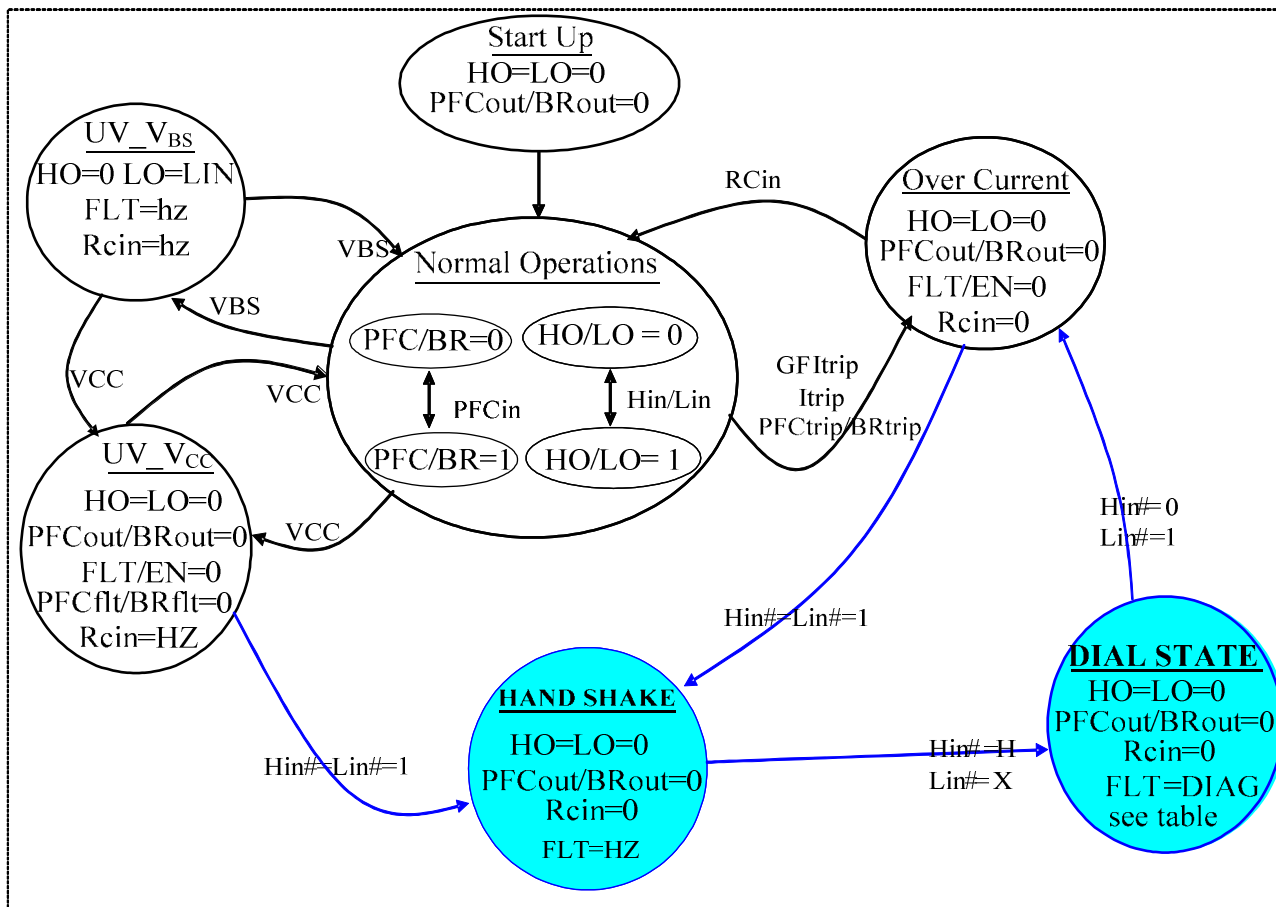 Start Up
HO=LO=0
PFCout/BRout=0
UV_VBS
HO=0 LO=LIN
FLT=hz
Rcin=hz
RCin
Over Current
HO=LO=0
PFCout/BRout=0
FLT/EN=0
Rcin=0
VBS
VBS
Normal Operations
PFC/BR=0
HO/LO = 0
PFCin
Hin/Lin
PFC/BR=1
HO/LO= 1
VCC
VCC
VCC
GFItrip
Itrip
PFCtrip/BRtrip
UV_VCC
HO=LO=0
PFCout/BRout=0
FLT/EN=0
PFCflt/BRflt=0
Rcin=HZ
Hin#=0
Lin#=1
Hin#=Lin#=1
Hin#=Lin#=1
HAND SHAKE
HO=LO=0
PFCout/BRout=0
Rcin=0
FLT=HZ
Hin#=H
Lin#=X
DIAL STATE
HO=LO=0
PFCout/BRout=0
Rcin=0
FLT=DIAG
see table